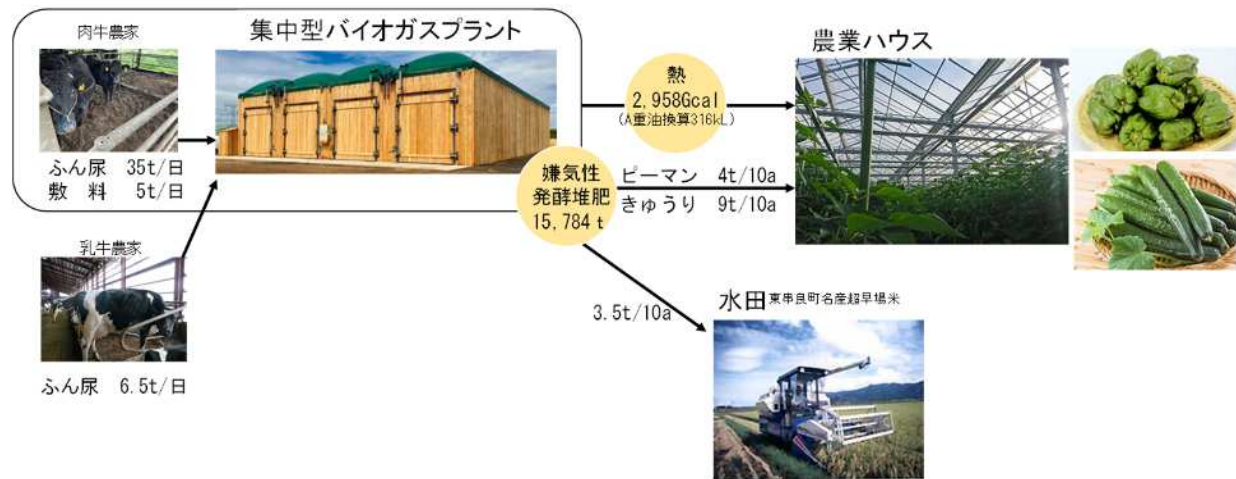 肉牛農家
集中型バイオガスプラント
ふん尿 35t/日
敷 料 5t/日
乳牛農家
ふん尿 6.5t/日
熱
2,958Gcal
(A重油換算316kL)
嫌気性
発酵堆肥
15,784 t
ピーマン 4t/10a
きゅうり 9t/10a
農業ハウス
3.5t/10a
水田 東串良町名産超早場米